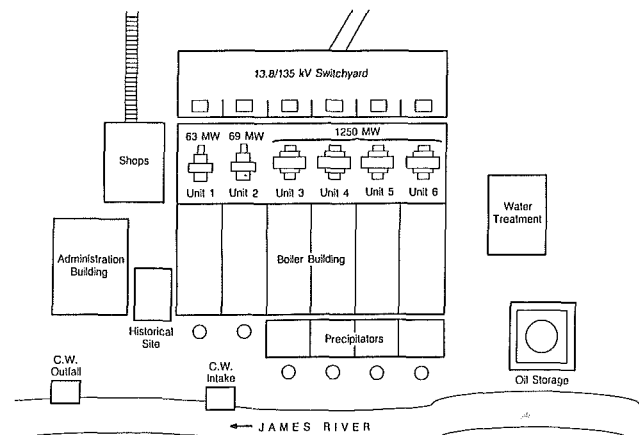 13.8/135 kV Switchyard
63 MW
69 MW
1250 MW
Shops
Unit 1
Unit 2
Unit 3
Unit 4
Unit 5
Unit 6
Water
Treatment
Administration
Building
Boiler Building
Historical
Site
Precipitators
C.W.
Outfall
C.W.
Intake
Oil Storage
JAMES RIVER